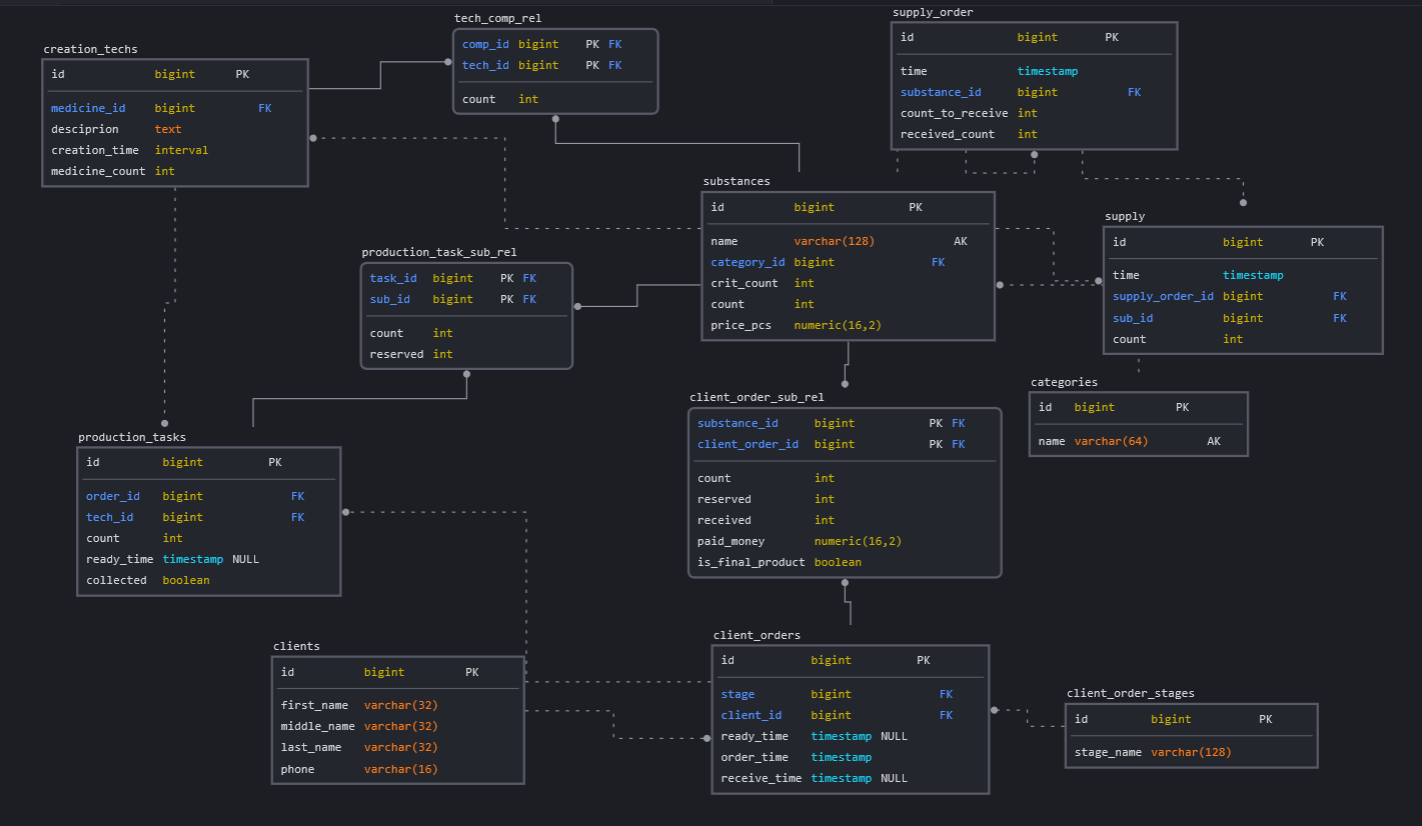 tech_comp_rel
comp_id bigint PK FK
tech_id bigint PK FK
count int
supply_order
id bigint PK
time timestamp
substance_id bigint FK
count_to_receive int
received_count int
creation_techs
id bigint PK
medicine_id bigint FK
desciprion text
creation_time interval
medicine_count int
substances
id bigint PK
name varchar(128) AK
category_id bigint FK
crit_count int
count int
price_pcs numeric(16,2)
supply
id bigint PK
time timestamp
supply_order_id bigint FK
sub_id bigint FK
count int
production_task_sub_rel
task_id bigint PK FK
sub_id bigint PK FK
count int
reserved int
categories
id bigint PK
name varchar(64) AK
client_order_sub_rel
substance_id bigint PK FK
client_order_id bigint PK FK
count int
reserved int
received int
paid_money numeric(16,2)
is_final_product boolean
production_tasks
id bigint PK
order_id bigint FK
tech_id bigint FK
count int
ready_time timestamp NULL
collected boolean
clients
id bigint PK
first_name varchar(32)
middle_name varchar(32)
last_name varchar(32)
phone varchar(16)
client_orders
id bigint PK
stage bigint FK
client_id bigint FK
ready_time timestamp NULL
order_time timestamp
receive_time timestamp NULL
client_order_stages
id bigint PK
stage_name varchar(128)